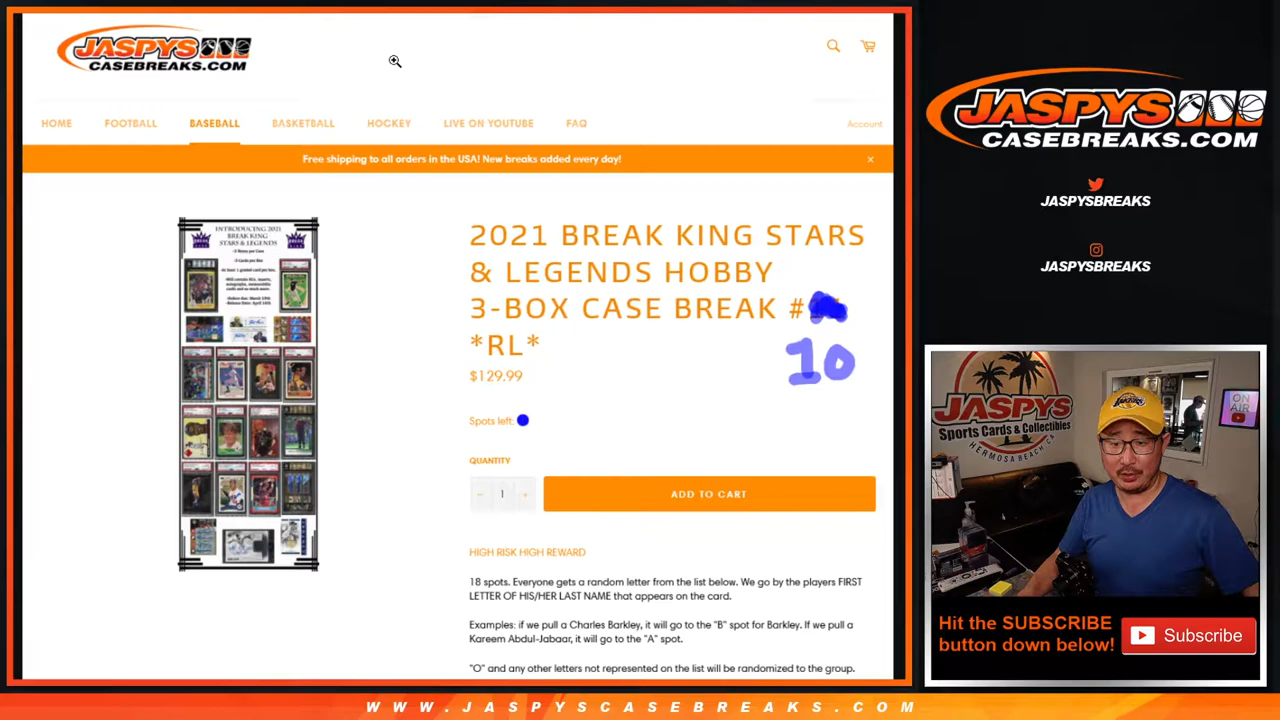 JASPYS
CASEBREAKS.COM
HOME FOOTBALL BASEBALL BASKETBALL HOCKEY LIVE ON YOUTUBE FAQ
Account
Free shipping to all orders in the USA! New breaks added every day! ×
INTRODUCING 2021
BREAK KING
STARS & LEGENDS
2021 BREAK KING STARS
& LEGENDS HOBBY
3-BOX CASE BREAK #
*RL*
10
$129.99
Spots left:
QUANTITY
− 1 +
ADD TO CART
HIGH RISK HIGH REWARD
18 spots. Everyone gets a random letter from the list below. We go by the players FIRST
LETTER OF HIS/HER LAST NAME that appears on the card.
Examples: if we pull a Charles Barkley, it will go to the "B" spot for Barkley. If we pull a
Kareem Abdul-Jabaar, it will go to the "A" spot.
"O" and any other letters not represented on the list will be randomized to the group.
JASPYS
CASEBREAKS.COM
JASPYSBREAKS
JASPYSBREAKS
JASPYS
Sports Cards & Collectibles
HERMOSA BEACH, CA
ON
AIR
Hit the SUBSCRIBE
button down below!
Subscribe
WWW.JASPYSCASEBREAKS.COM